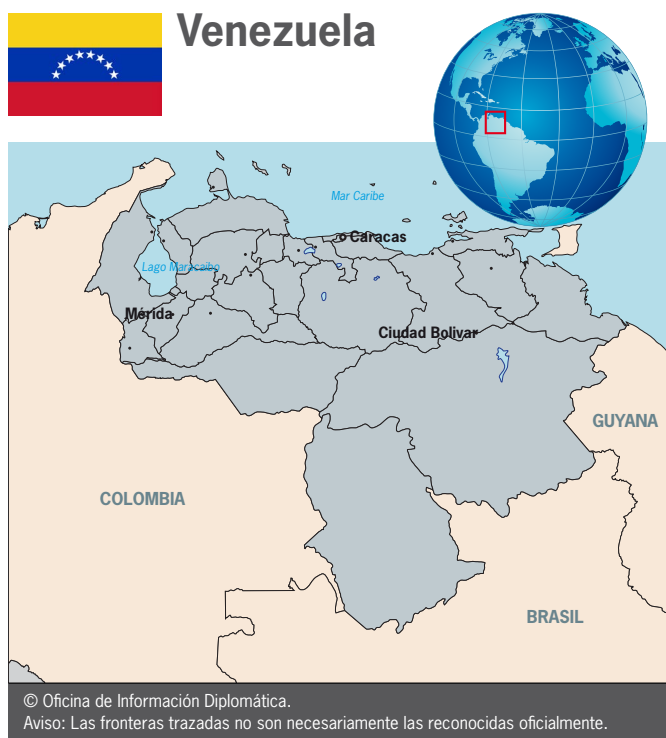 Venezuela
Mar Caribe
Caracas
Lago Maracaibo
Mérida
Ciudad Bolivar
GUYANA
COLOMBIA
BRASIL
© Oficina de Información Diplomática.
Aviso: Las fronteras trazadas no son necesariamente las reconocidas oficialmente.